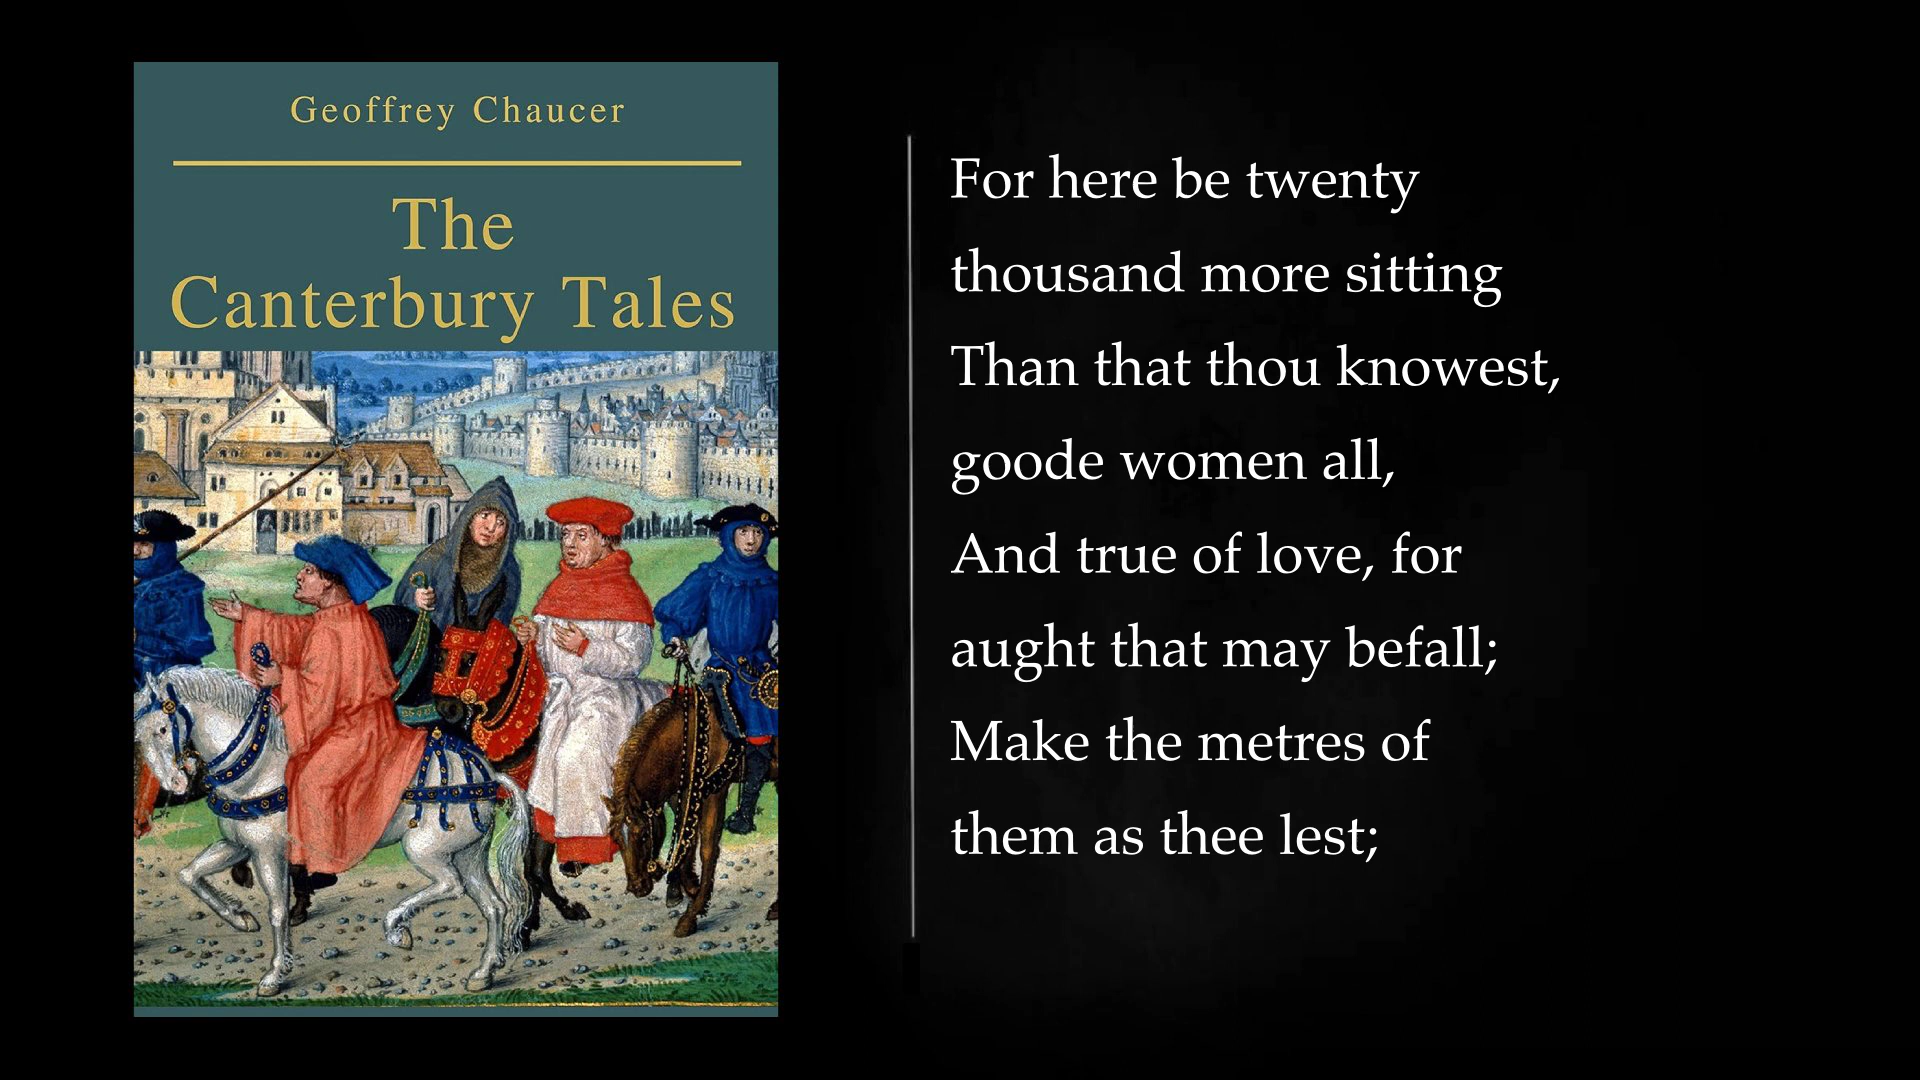 Geoffrey Chaucer
The
Canterbury Tales
For here be twenty
thousand more sitting
Than that thou knowest,
goode women all,
And true of love, for
aught that may befall;
Make the metres of
them as thee lest;